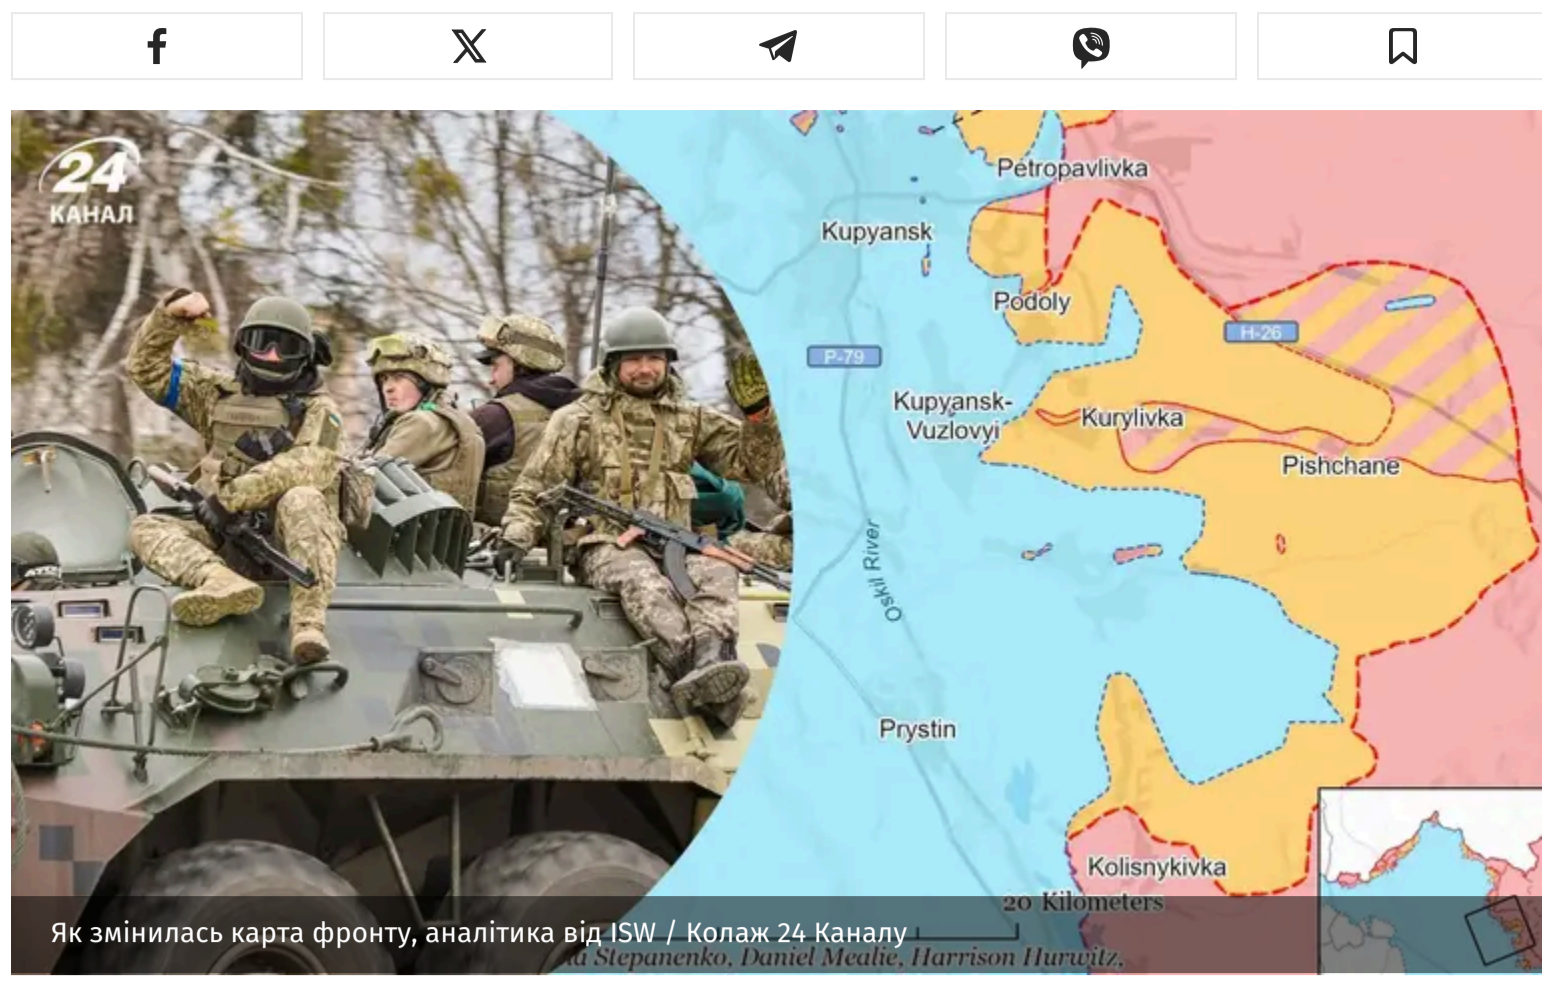 24
КАНАЛ
Petropavlivka
Kupyansk
Podoly
H-26
P-79
Kupyansk-
Vuzlovyi
Kurylivka
Pishchane
Oskil River
Prystin
Kolisnykivka
20 Kilometers
Як змінилась карта фронту, аналітика від ISW / Колаж 24 Каналу
Stepanenko, Daniel Mealie, Harrison Hurwitz,